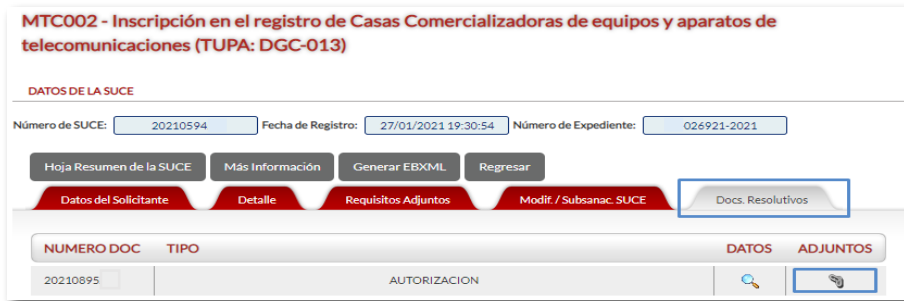 MTC002 - Inscripción en el registro de Casas Comercializadoras de equipos y aparatos de
telecomunicaciones (TUPA: DGC-013)
DATOS DE LA SUCE
Número de SUCE: 20210594 Fecha de Registro: 27/01/2021 19:30:54 Número de Expediente: 026921-2021
Hoja Resumen de la SUCE Más Información Generar EBXML Regresar
Datos del Solicitante Detalle Requisitos Adjuntos Modif. / Subsanac. SUCE Docs. Resolutivos
NUMERO DOC TIPO DATOS ADJUNTOS
20210895 AUTORIZACION